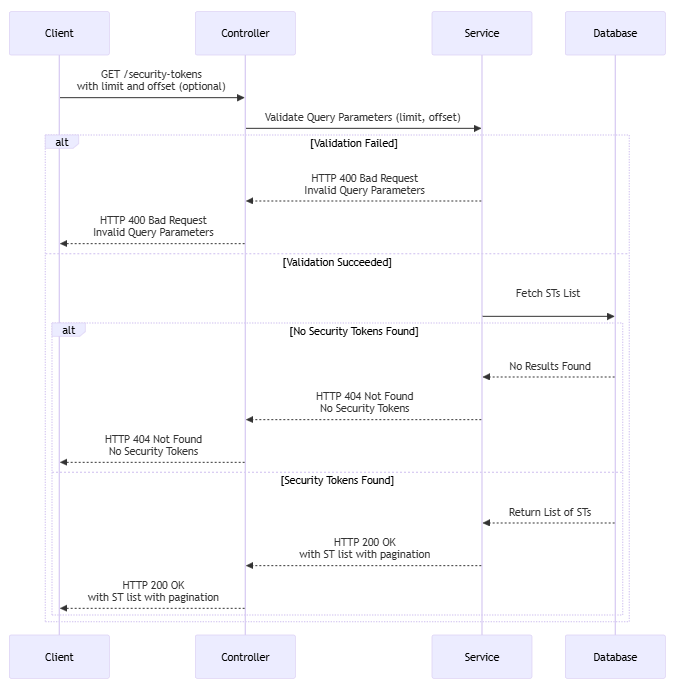 Client
Controller
Service
Database
GET /security-tokens
with limit and offset (optional)
Validate Query Parameters (limit, offset)
alt
[Validation Failed]
HTTP 400 Bad Request
Invalid Query Parameters
HTTP 400 Bad Request
Invalid Query Parameters
[Validation Succeeded]
Fetch STs List
alt
[No Security Tokens Found]
No Results Found
HTTP 404 Not Found
No Security Tokens
HTTP 404 Not Found
No Security Tokens
[Security Tokens Found]
Return List of STs
HTTP 200 OK
with ST list with pagination
HTTP 200 OK
with ST list with pagination
Client
Controller
Service
Database